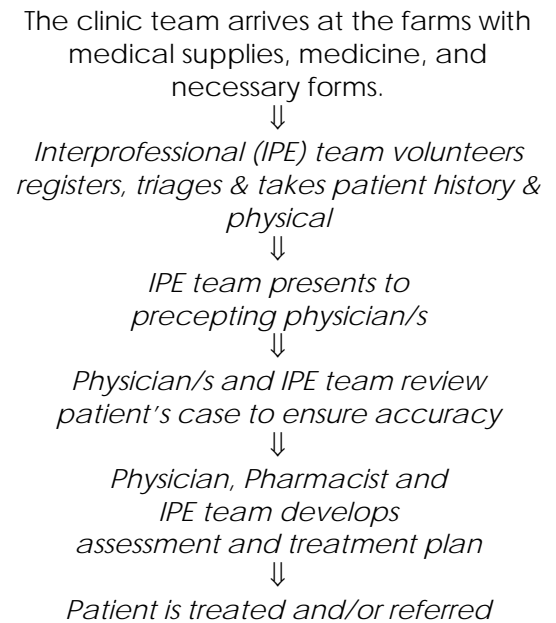 The clinic team arrives at the farms with
medical supplies, medicine, and
necessary forms.
⇓
Interprofessional (IPE) team volunteers
registers, triages & takes patient history &
physical
⇓
IPE team presents to
precepting physician/s
⇓
Physician/s and IPE team review
patient's case to ensure accuracy
⇓
Physician, Pharmacist and
IPE team develops
assessment and treatment plan
⇓
Patient is treated and/or referred